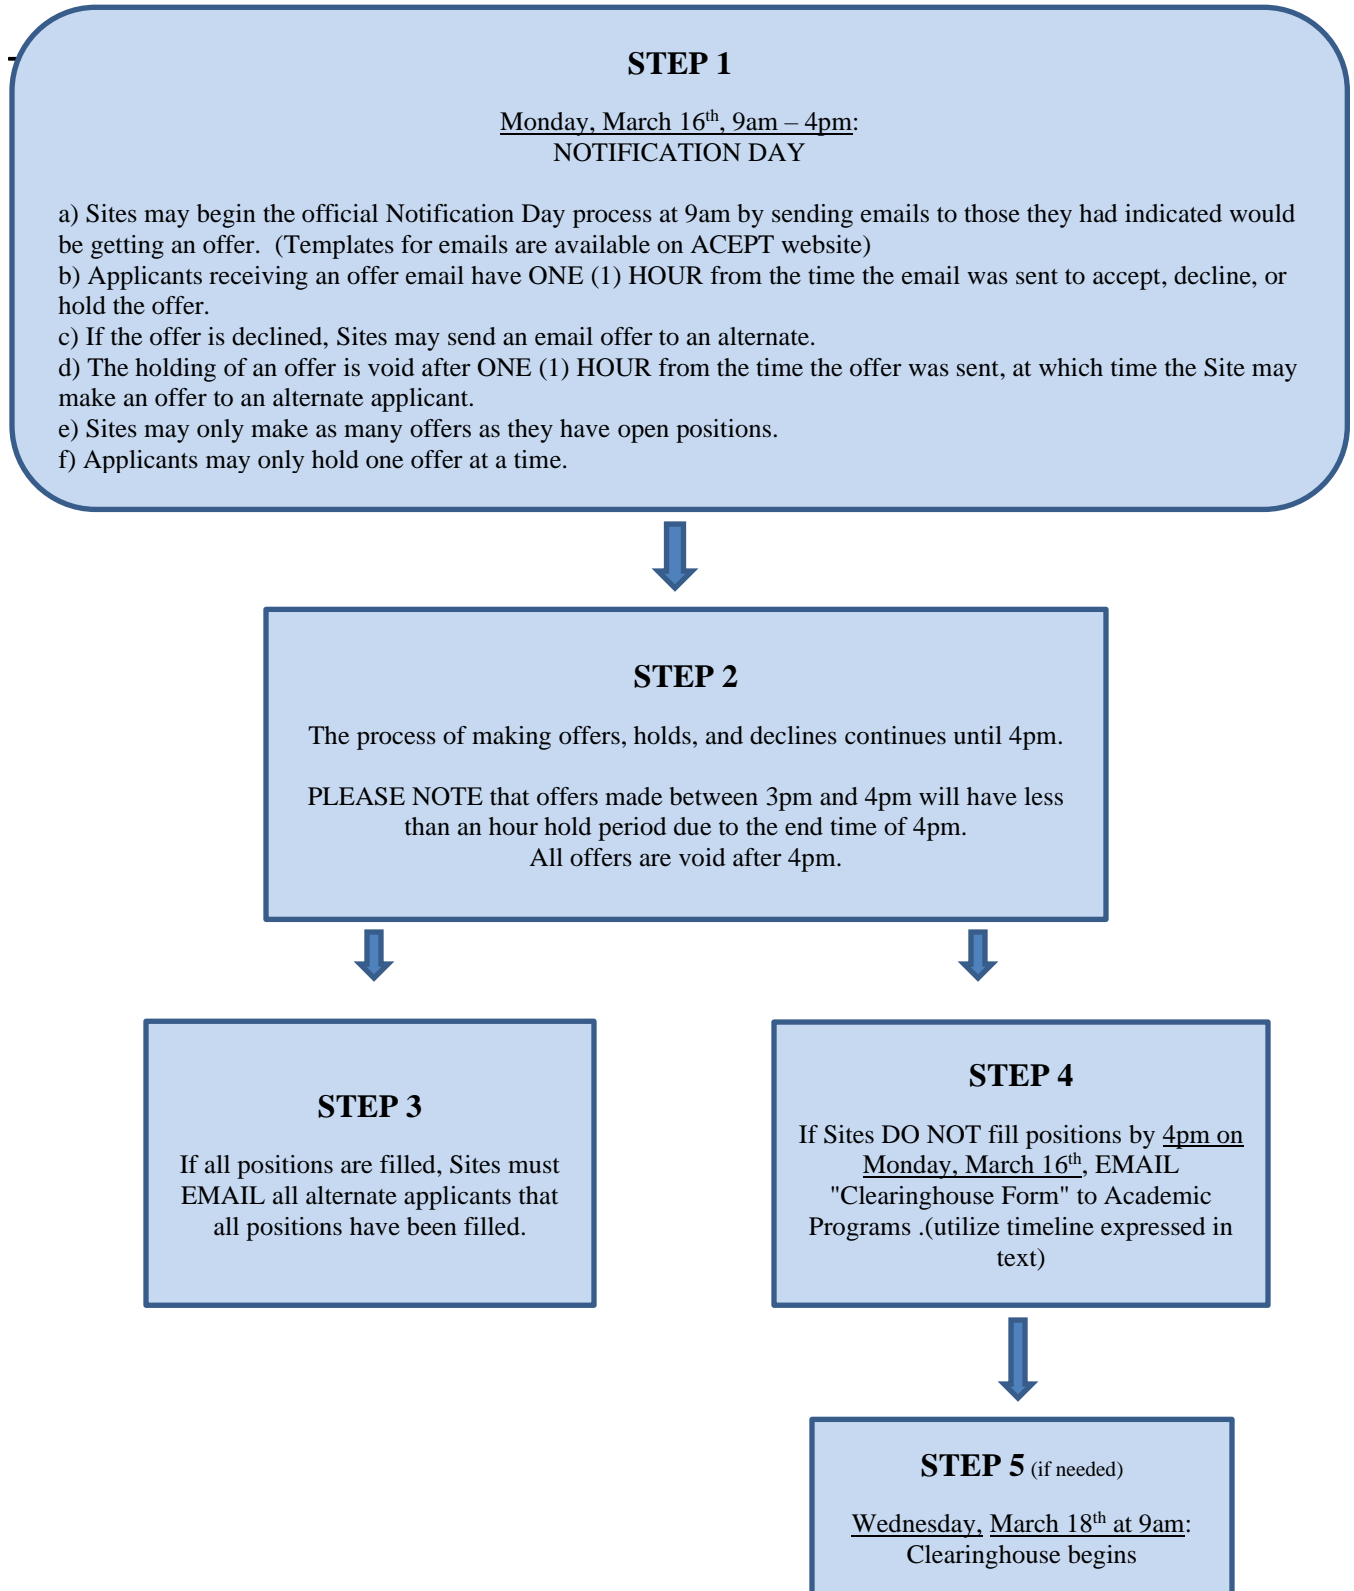 STEP 1
Monday, March 16th, 9am – 4pm:
NOTIFICATION DAY
a) Sites may begin the official Notification Day process at 9am by sending emails to those they had indicated would
be getting an offer.  (Templates for emails are available on ACEPT website)
b) Applicants receiving an offer email have ONE (1) HOUR from the time the email was sent to accept, decline, or
hold the offer.
c) If the offer is declined, Sites may send an email offer to an alternate.
d) The holding of an offer is void after ONE (1) HOUR from the time the offer was sent, at which time the Site may
make an offer to an alternate applicant.
e) Sites may only make as many offers as they have open positions.
f) Applicants may only hold one offer at a time.
STEP 2
The process of making offers, holds, and declines continues until 4pm.
PLEASE NOTE that offers made between 3pm and 4pm will have less
than an hour hold period due to the end time of 4pm.
All offers are void after 4pm.
STEP 3
If all positions are filled, Sites must
EMAIL all alternate applicants that
all positions have been filled.
STEP 4
If Sites DO NOT fill positions by 4pm on
Monday, March 16th, EMAIL
"Clearinghouse Form" to Academic
Programs .(utilize timeline expressed in
text)
STEP 5 (if needed)
Wednesday, March 18th at 9am:
Clearinghouse begins